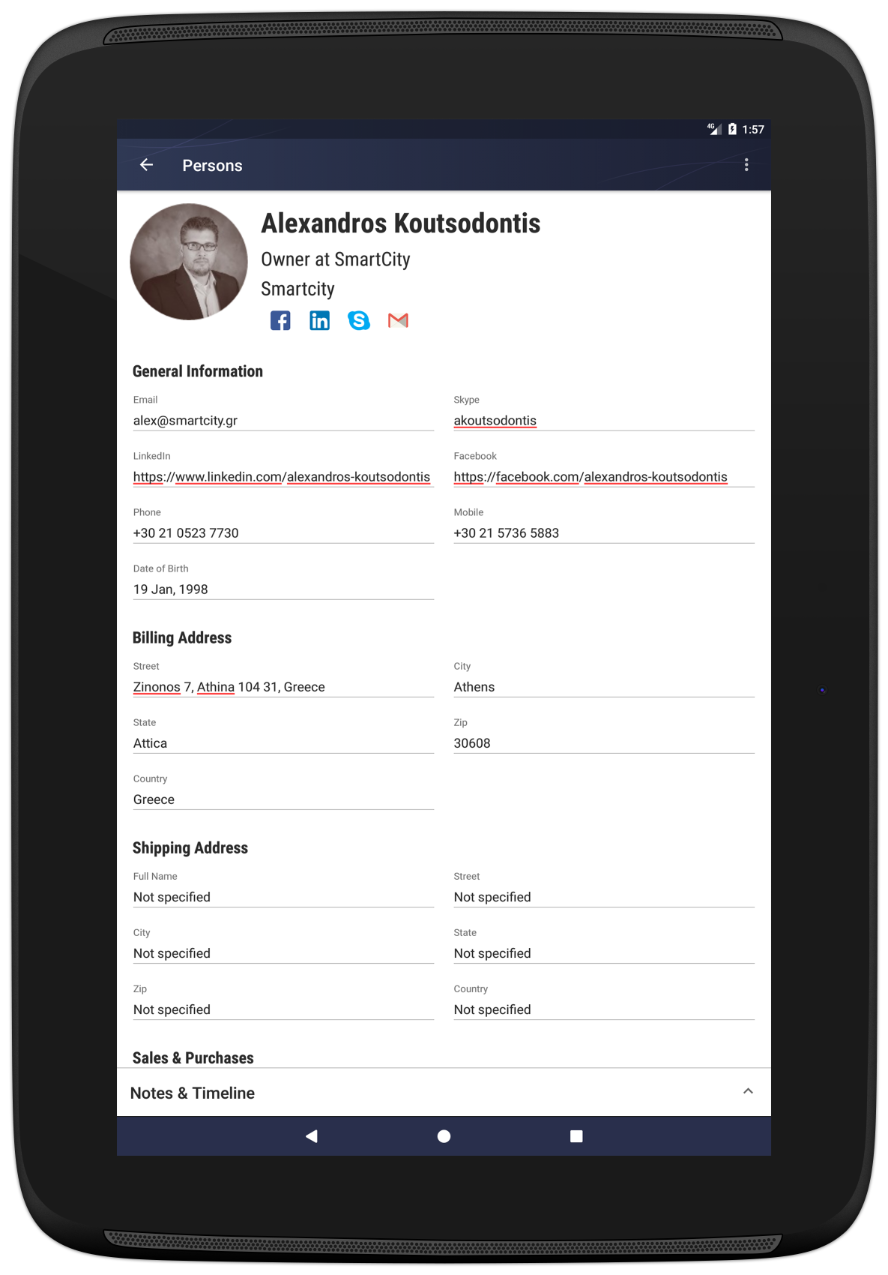 4G 1:57
Persons
Alexandros Koutsodontis
Owner at SmartCity
Smartcity
General Information
Email Skype
alex@smartcity.gr akoutsodontis
LinkedIn Facebook
https://www.linkedin.com/alexandros-koutsodontis https://facebook.com/alexandros-koutsodontis
Phone Mobile
+30 21 0523 7730 +30 21 5736 5883
Date of Birth
19 Jan, 1998
Billing Address
Street City
Zinonos 7, Athina 104 31, Greece Athens
State Zip
Attica 30608
Country
Greece
Shipping Address
Full Name Street
Not specified Not specified
City State
Not specified Not specified
Zip Country
Not specified Not specified
Sales & Purchases
Notes & Timeline